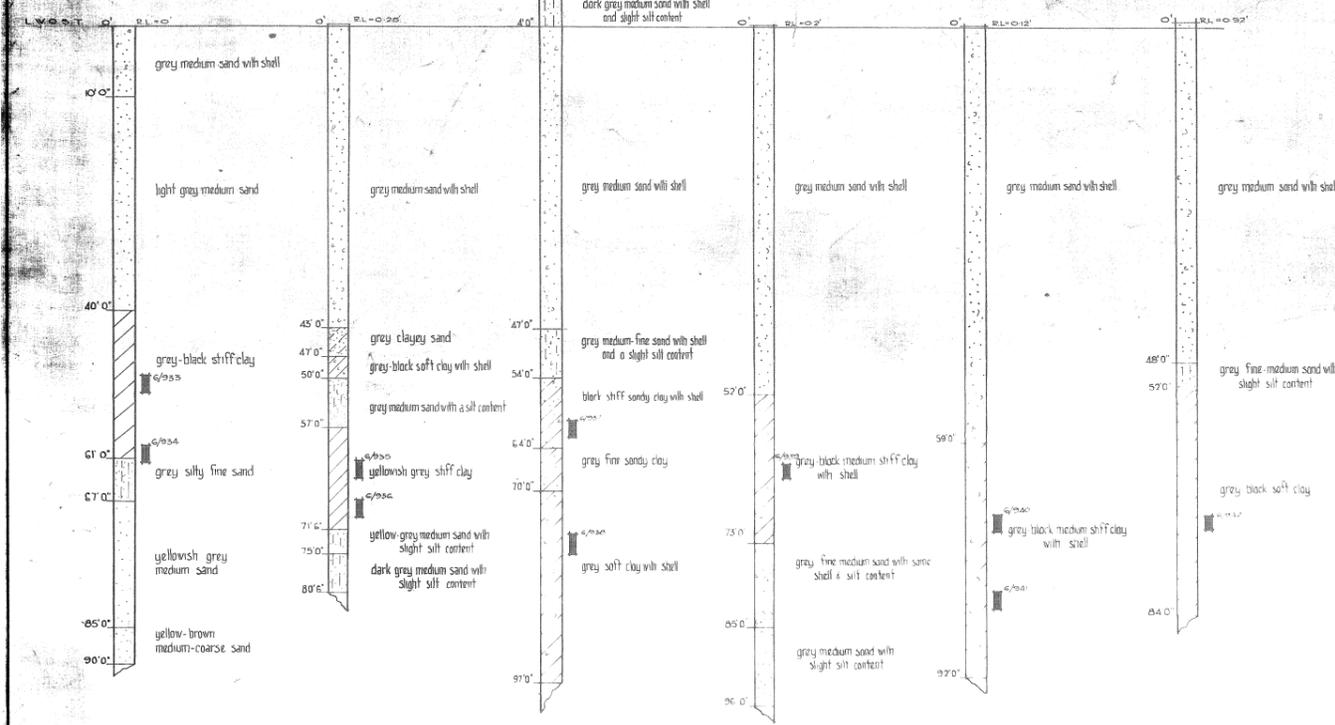 dark grey medium sand with shell
and slight silt content
L.W.O.S.T. 0' R.L=0' 0' R.L=0.28' 4'0" 0' R.L=0.2' 0' R.L=0.12' 0' R.L=0.92'
grey medium sand with shell
10'0"
light grey medium sand
40'0"
grey-black stiff clay
G/933
G/934
61'0"
grey silty fine sand
67'0"
yellowish grey
medium sand
85'0"
yellow-brown
medium-coarse sand
90'0"
grey medium sand with shell
43'0"
grey clayey sand
47'0"
grey-black soft clay with shell
50'0"
grey medium sand with a silt content
57'0"
G/935
yellowish grey stiff clay
G/936
71'6"
yellow-grey medium sand with
slight silt content
75'0"
dark grey medium sand with
slight silt content
80'6"
grey medium sand with shell
47'0"
grey medium-fine sand with shell
and a slight silt content
54'0"
black stiff sandy clay with shell
64'0"
grey fine sandy clay
70'0"
G/938
grey soft clay with shell
97'0"
grey medium sand with shell
52'0"
grey-black medium stiff clay
with shell
73'0"
grey fine medium sand with some
shell & silt content
85'0"
grey medium sand with
slight silt content
96'0"
grey medium sand with shell
59'0"
G/940
grey black medium stiff clay
with shell
G/941
92'0"
grey medium sand with shell
48'0"
grey fine-medium sand with
slight silt content
52'0"
grey black soft clay
84'0"